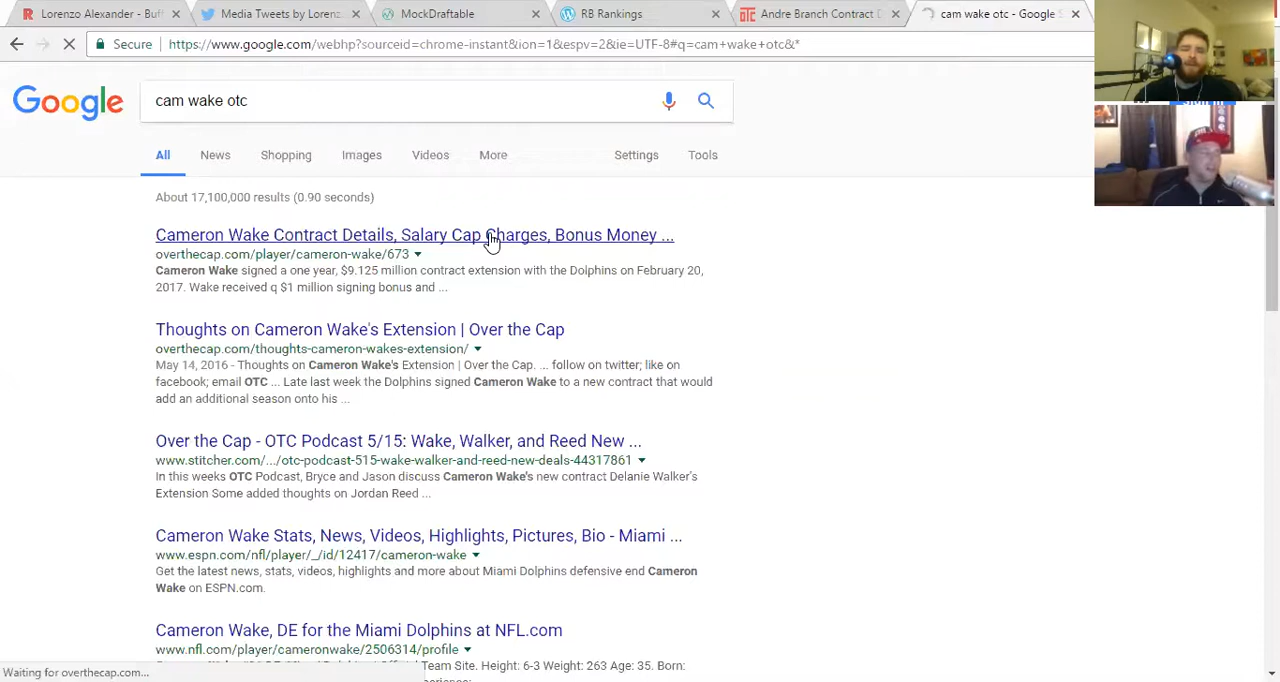 Lorenzo Alexander - Buff
Media Tweets by Lorenz
MockDraftable
RB Rankings
Andre Branch Contract D
cam wake otc - Google S
Secure
https://www.google.com/webhp?sourceid=chrome-instant&ion=1&espv=2&ie=UTF-8#q=cam+wake+otc&*
Google
cam wake otc
All
News
Shopping
Images
Videos
More
Settings
Tools
About 17,100,000 results (0.90 seconds)
Cameron Wake Contract Details, Salary Cap Charges, Bonus Money ...
overthecap.com/player/cameron-wake/673
Cameron Wake signed a one year, $9.125 million contract extension with the Dolphins on February 20,
2017. Wake received q $1 million signing bonus and ...
Thoughts on Cameron Wake's Extension | Over the Cap
overthecap.com/thoughts-cameron-wakes-extension/
May 14, 2016 - Thoughts on Cameron Wake's Extension | Over the Cap. ... follow on twitter; like on
facebook; email OTC ... Late last week the Dolphins signed Cameron Wake to a new contract that would
add an additional season onto his ...
Over the Cap - OTC Podcast 5/15: Wake, Walker, and Reed New ...
www.stitcher.com/.../otc-podcast-515-wake-walker-and-reed-new-deals-44317861
In this weeks OTC Podcast, Bryce and Jason discuss Cameron Wake's new contract Delanie Walker's
Extension Some added thoughts on Jordan Reed ...
Cameron Wake Stats, News, Videos, Highlights, Pictures, Bio - Miami ...
www.espn.com/nfl/player/_/id/12417/cameron-wake
Get the latest news, stats, videos, highlights and more about Miami Dolphins defensive end Cameron
Wake on ESPN.com.
Cameron Wake, DE for the Miami Dolphins at NFL.com
www.nfl.com/player/cameronwake/2506314/profile
Team Site. Height: 6-3 Weight: 263 Age: 35. Born:
Waiting for overthecap.com...